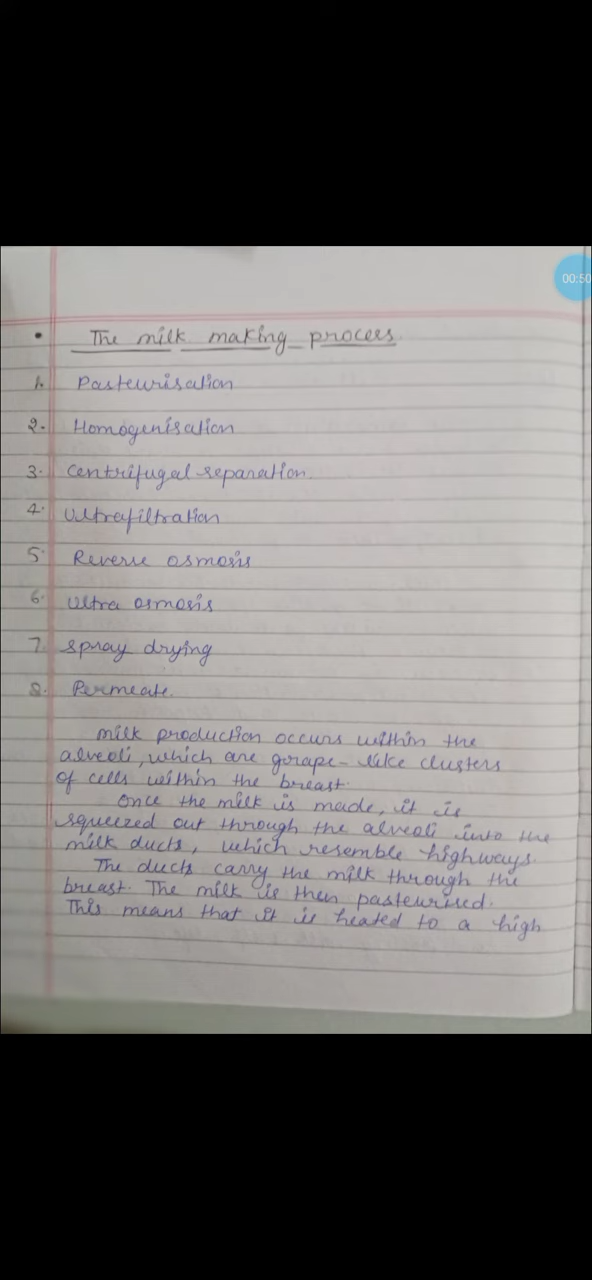 00:50
• The milk making process.
1. Pasteurisation
2. Homogenisation
3. Centrifugal separation.
4. Ultrafiltration
5. Reverse osmosis
6. Ultra osmosis
7. Spray drying
8. Permeate.
milk production occurs within the
alveoli, which are grape-like clusters
of cells within the breast.
Once the milk is made, it is
squeezed out through the alveoli into the
milk ducts, which resemble highways.
The ducts carry the milk through the
breast. The milk is then pasteurised.
This means that it is heated to a high